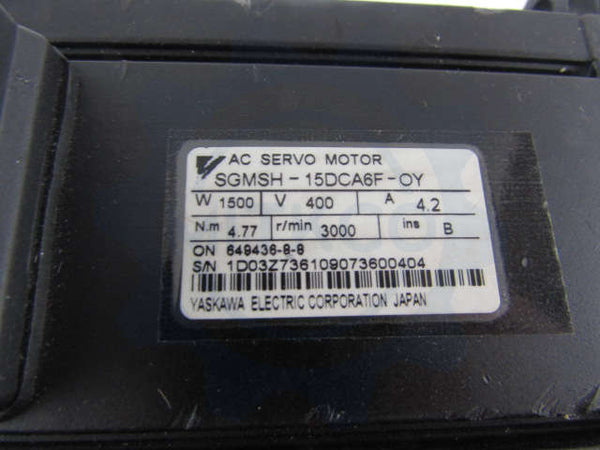 AC SERVO MOTOR
SGMSH-15DCA6F-OY
W 1500 V 400 A 4.2
N.m 4.77 r/min 3000 ins B
O/N 649436-8-8
S/N 1D03Z736109073600404
YASKAWA ELECTRIC CORPORATION JAPAN